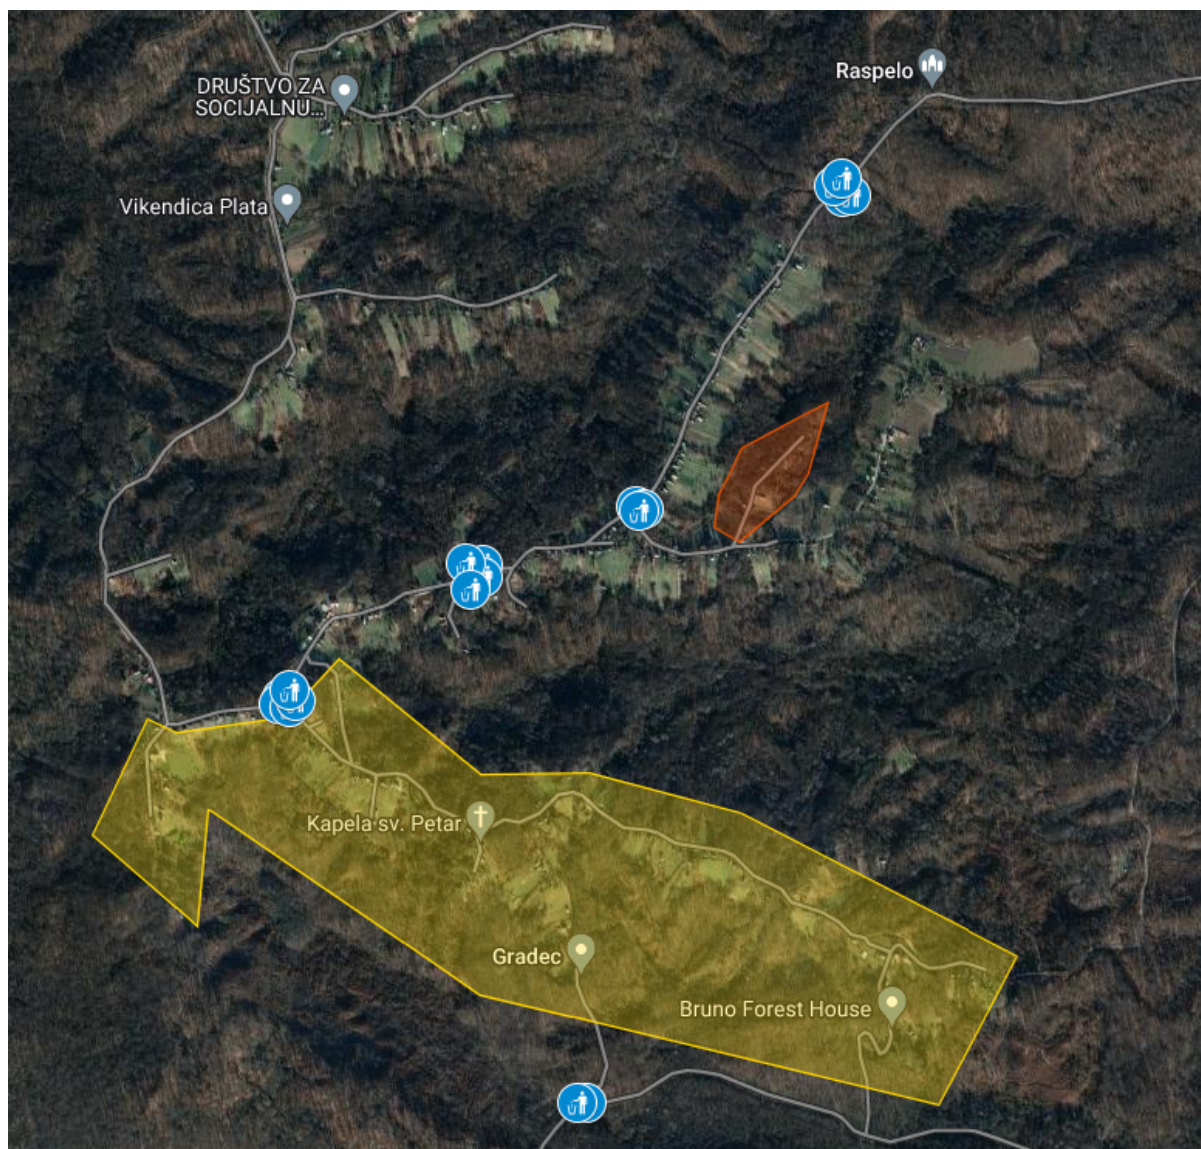 Raspelo
DRUŠTVO ZA
SOCIJALNU...
Vikendica Plata
Kapela sv. Petar
Gradec
Bruno Forest House